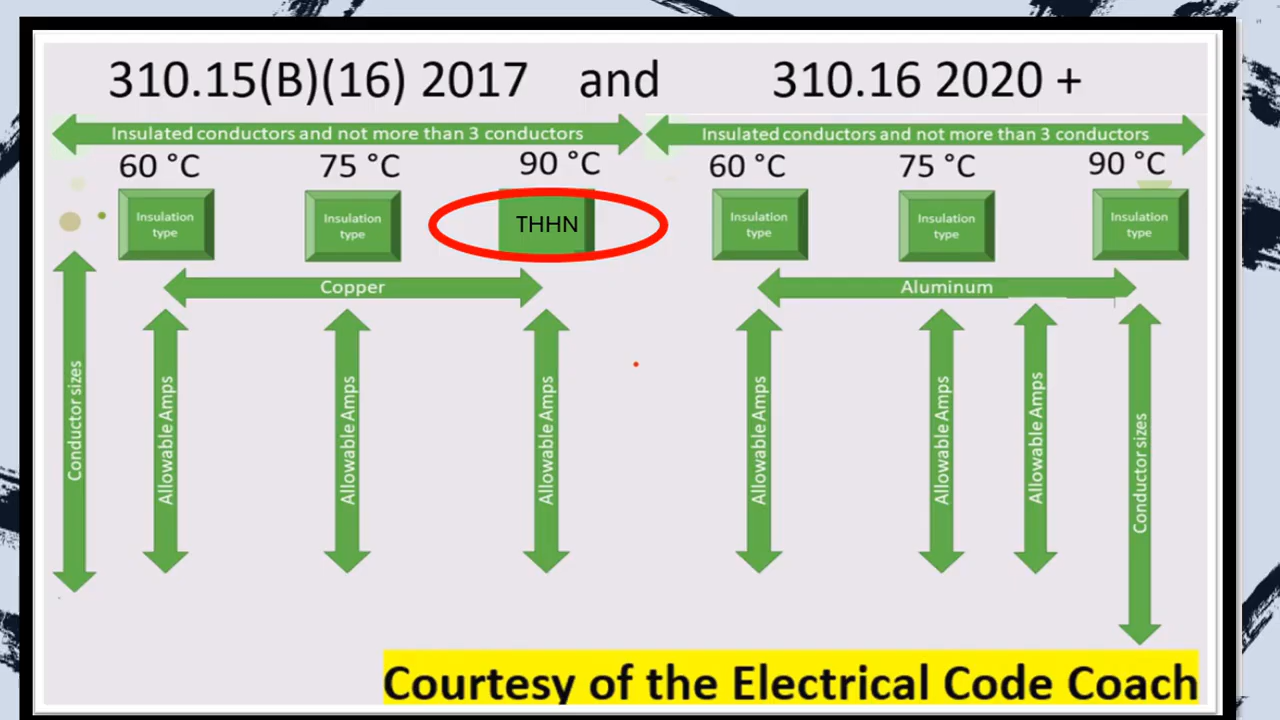 310.15(B)(16) 2017 and 310.16 2020 +
Insulated conductors and not more than 3 conductors
Insulated conductors and not more than 3 conductors
60 °C
75 °C
90 °C
60 °C
75 °C
90 °C
Insulation
type
Insulation
type
THHN
Insulation
type
Insulation
type
Insulation
type
Copper
Aluminum
Conductor sizes
Allowable Amps
Allowable Amps
Allowable Amps
Allowable Amps
Allowable Amps
Allowable Amps
Conductor sizes
Courtesy of the Electrical Code Coach